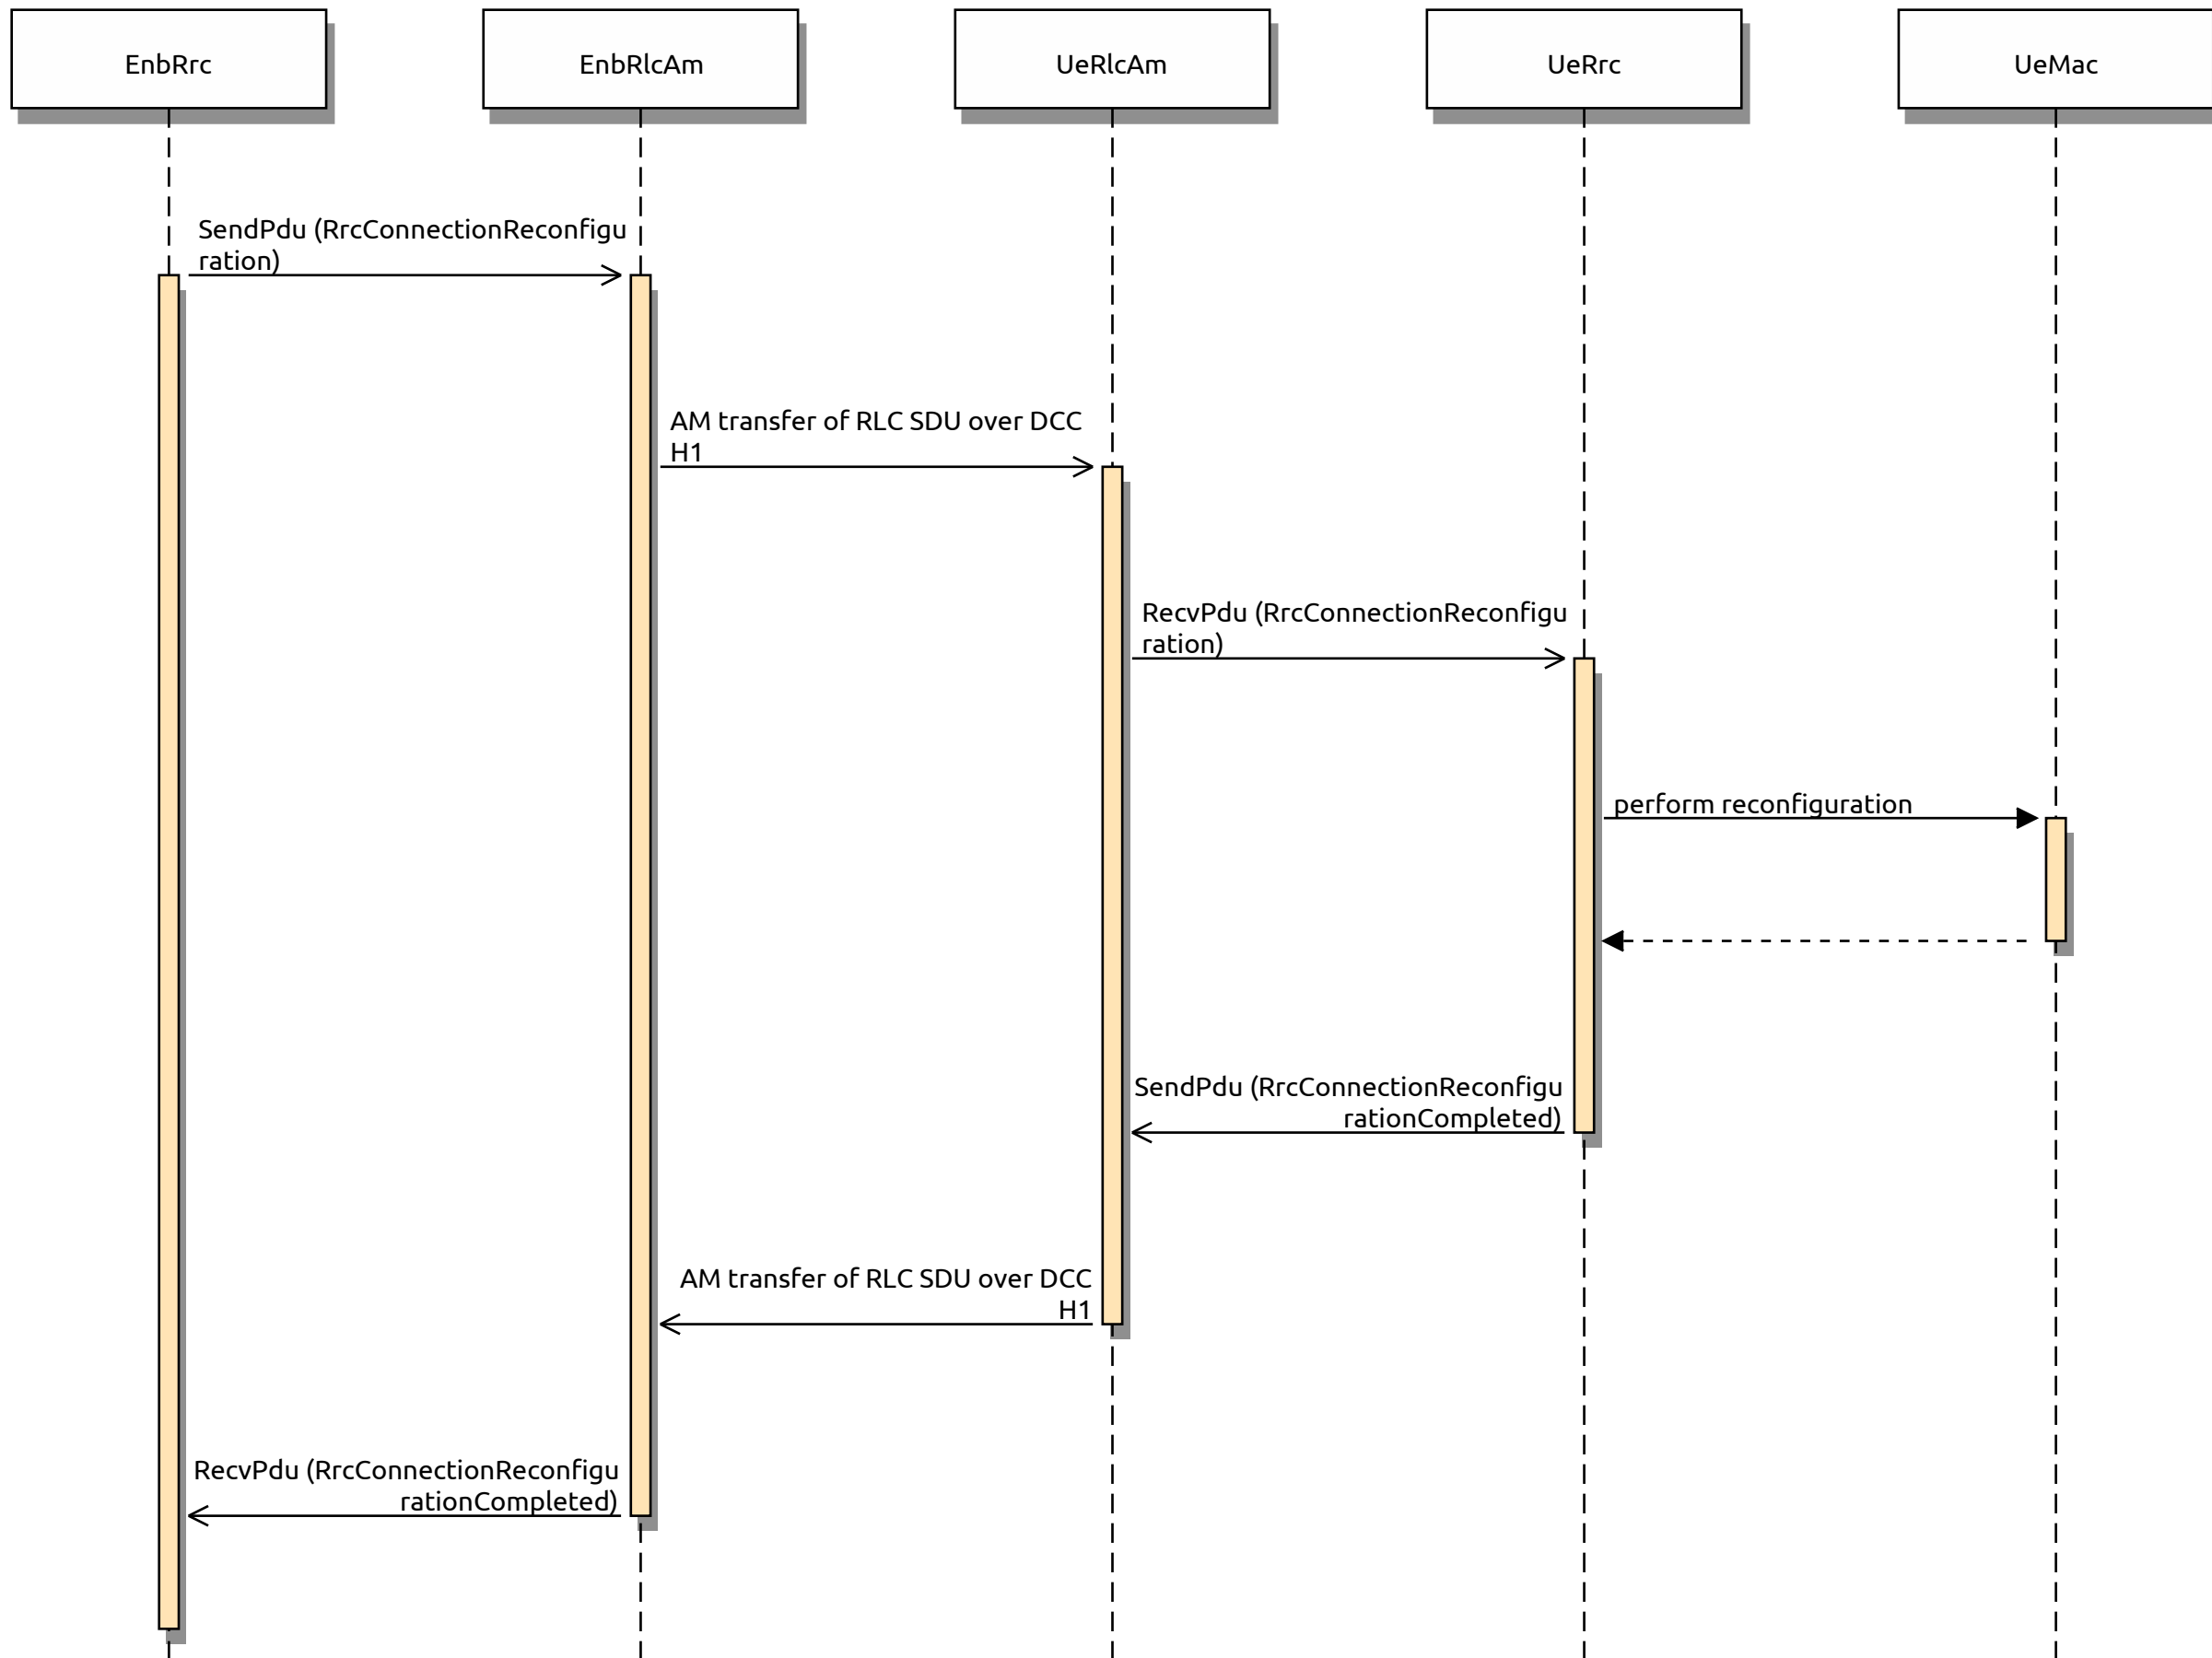 EnbRrc
EnbRlcAm
UeRlcAm
UeRrc
UeMac
SendPdu (RrcConnectionReconfigu
ration)
AM transfer of RLC SDU over DCC
H1
RecvPdu (RrcConnectionReconfigu
ration)
perform reconfiguration
SendPdu (RrcConnectionReconfigu
rationCompleted)
AM transfer of RLC SDU over DCC
H1
RecvPdu (RrcConnectionReconfigu
rationCompleted)